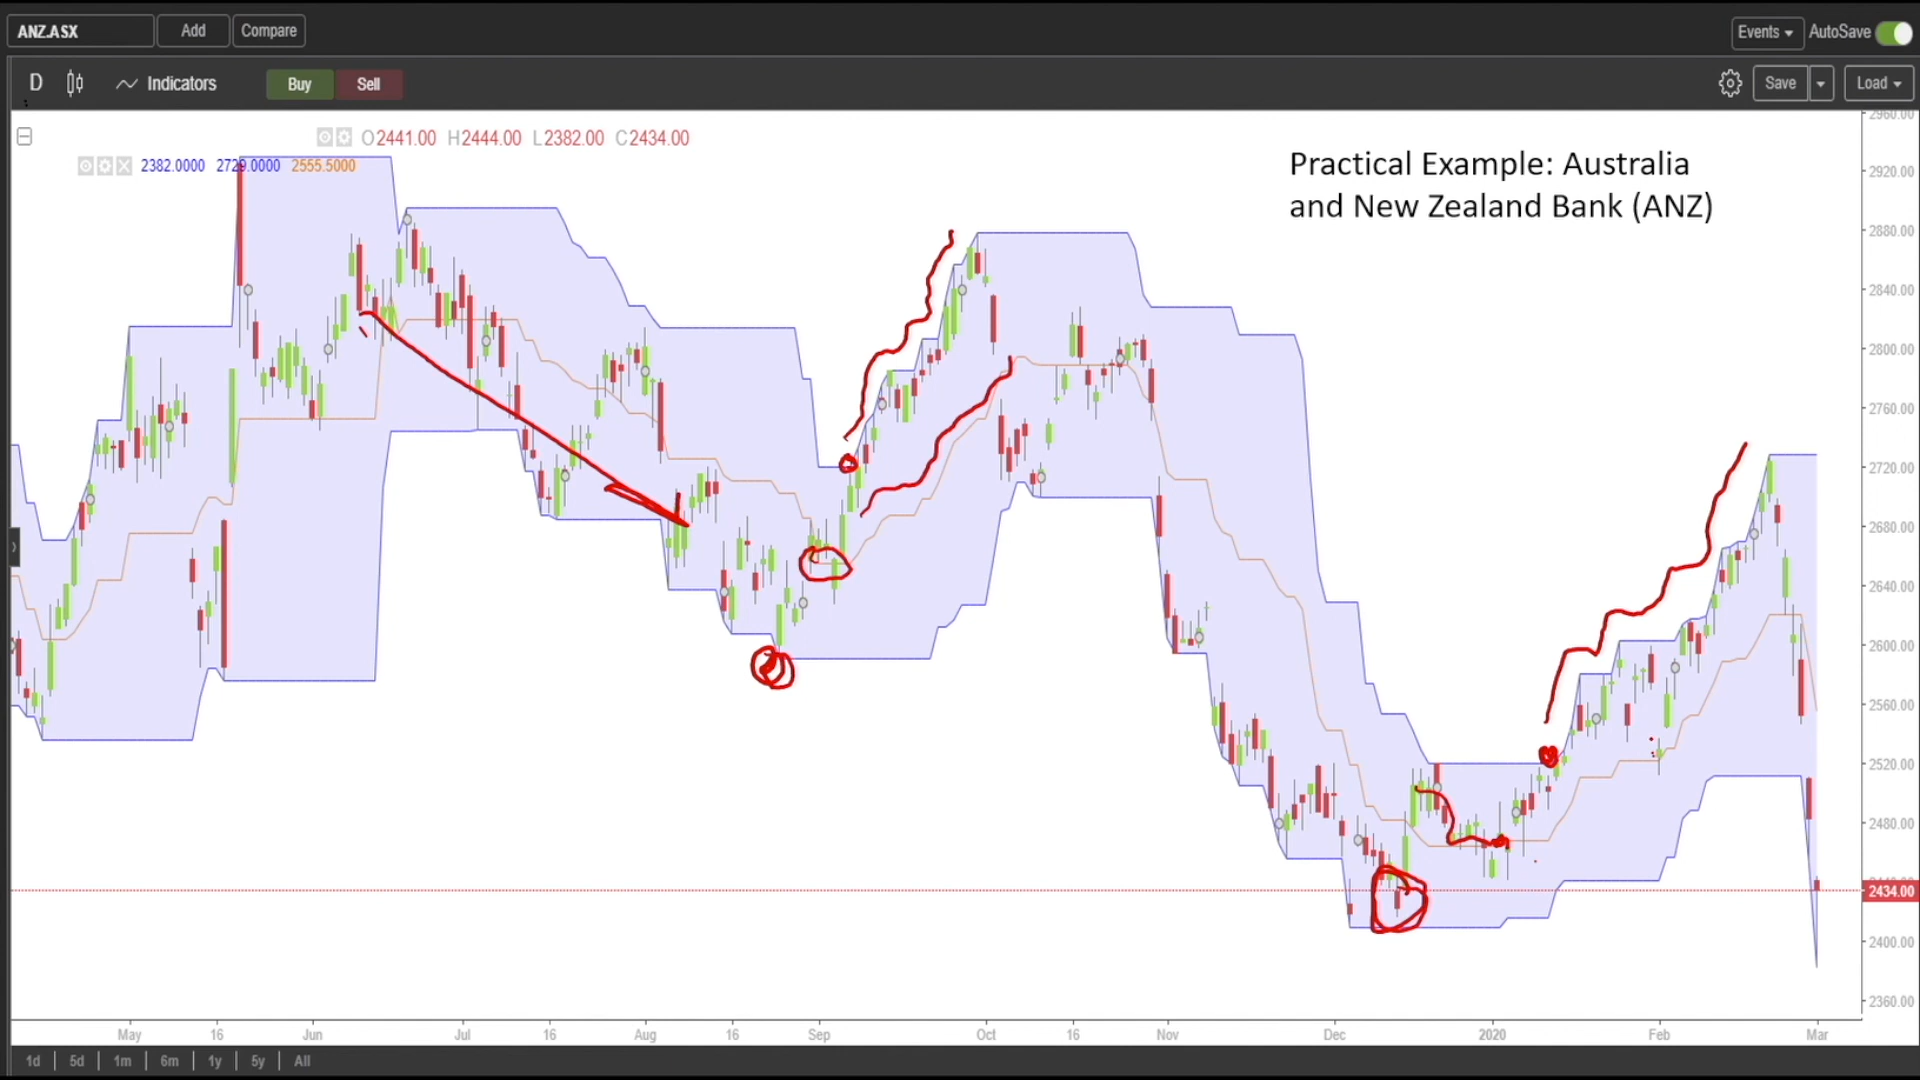 ANZ.ASX Add Compare Events AutoSave
D Indicators Buy Sell Save Load
O2441.00 H2444.00 L2382.00 C2434.00
2382.0000 2729.0000 2555.5000
Practical Example: Australia
and New Zealand Bank (ANZ)
2960.00
2920.00
2880.00
2840.00
2800.00
2760.00
2720.00
2680.00
2640.00
2600.00
2560.00
2520.00
2480.00
2434.00
2400.00
2360.00
May 16 Jun Jul 16 Aug 16 Sep Oct 16 Nov Dec 2020 Feb Mar
1d 5d 1m 6m 1y 5y All